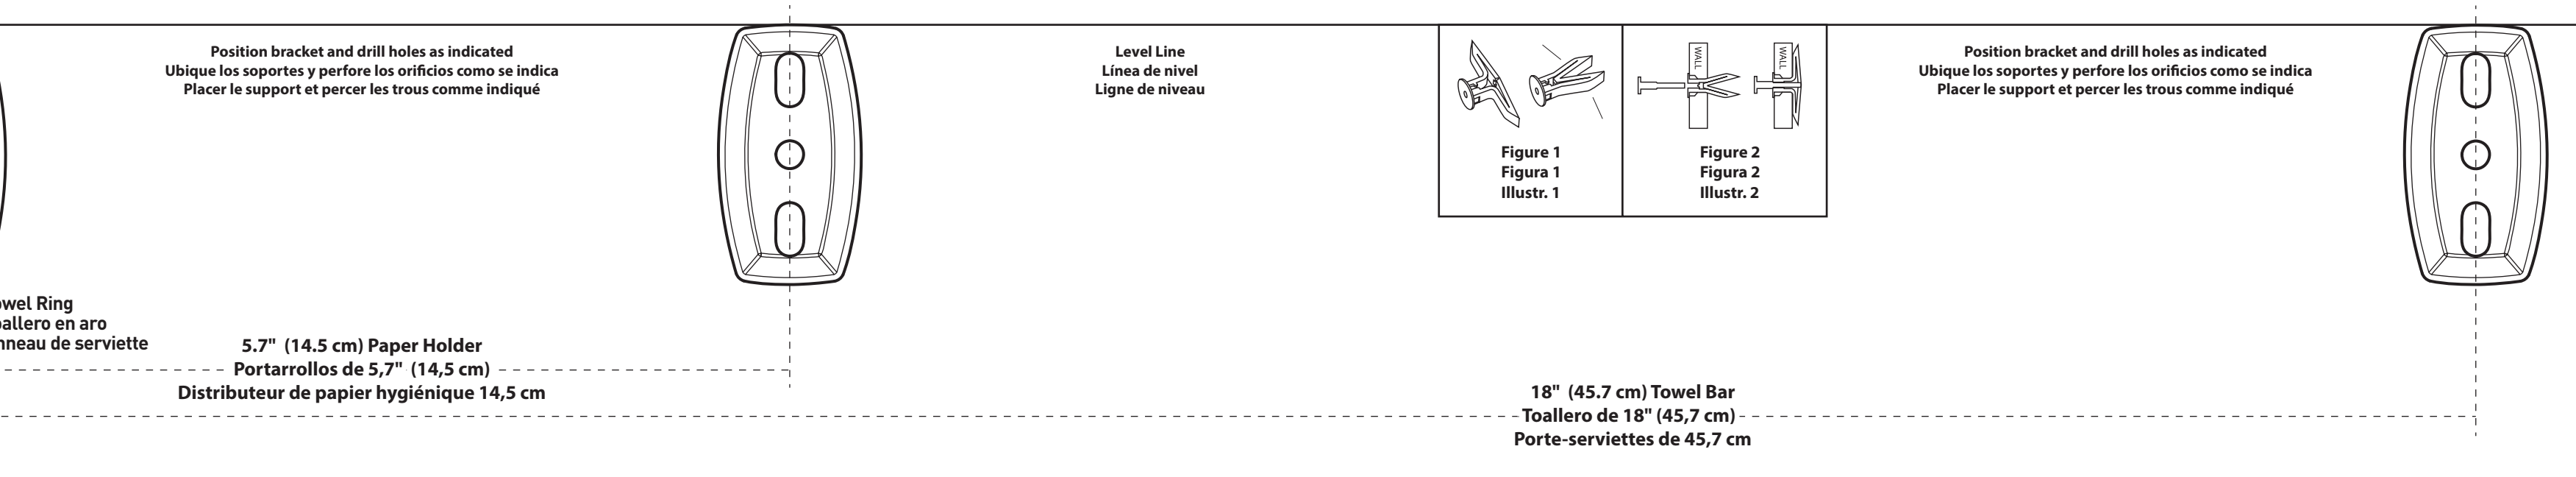 Position bracket and drill holes as indicated
Ubique los soportes y perfore los orificios como se indica
Placer le support et percer les trous comme indiqué
Level Line
Línea de nivel
Ligne de niveau
WALL
WALL
Figure 1
Figura 1
Illustr. 1
Figure 2
Figura 2
Illustr. 2
Position bracket and drill holes as indicated
Ubique los soportes y perfore los orificios como se indica
Placer le support et percer les trous comme indiqué
Ring
en aro
de serviette
5.7" (14.5 cm) Paper Holder
Portarrollos de 5,7" (14,5 cm)
Distributeur de papier hygiénique 14,5 cm
18" (45.7 cm) Towel Bar
Toallero de 18" (45,7 cm)
Porte-serviettes de 45,7 cm